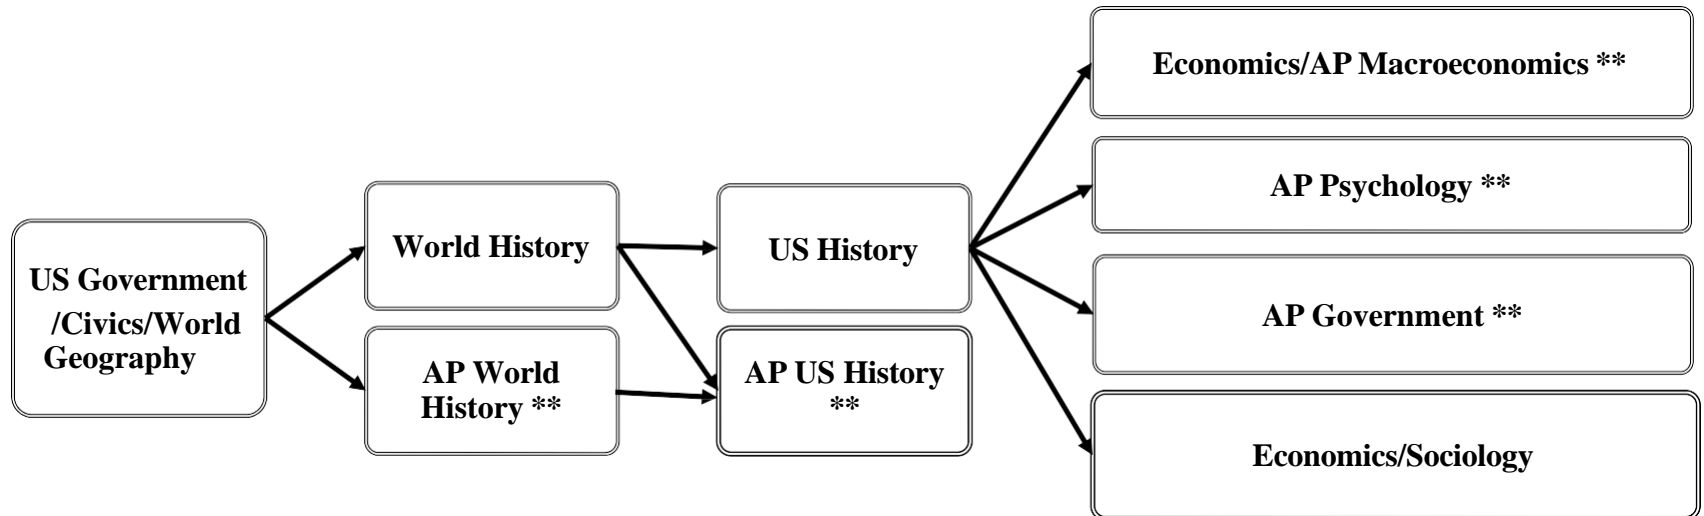 US Government
/Civics/World
Geography
World History
AP World
History **
US History
AP US History
**
Economics/AP Macroeconomics **
AP Psychology **
AP Government **
Economics/Sociology